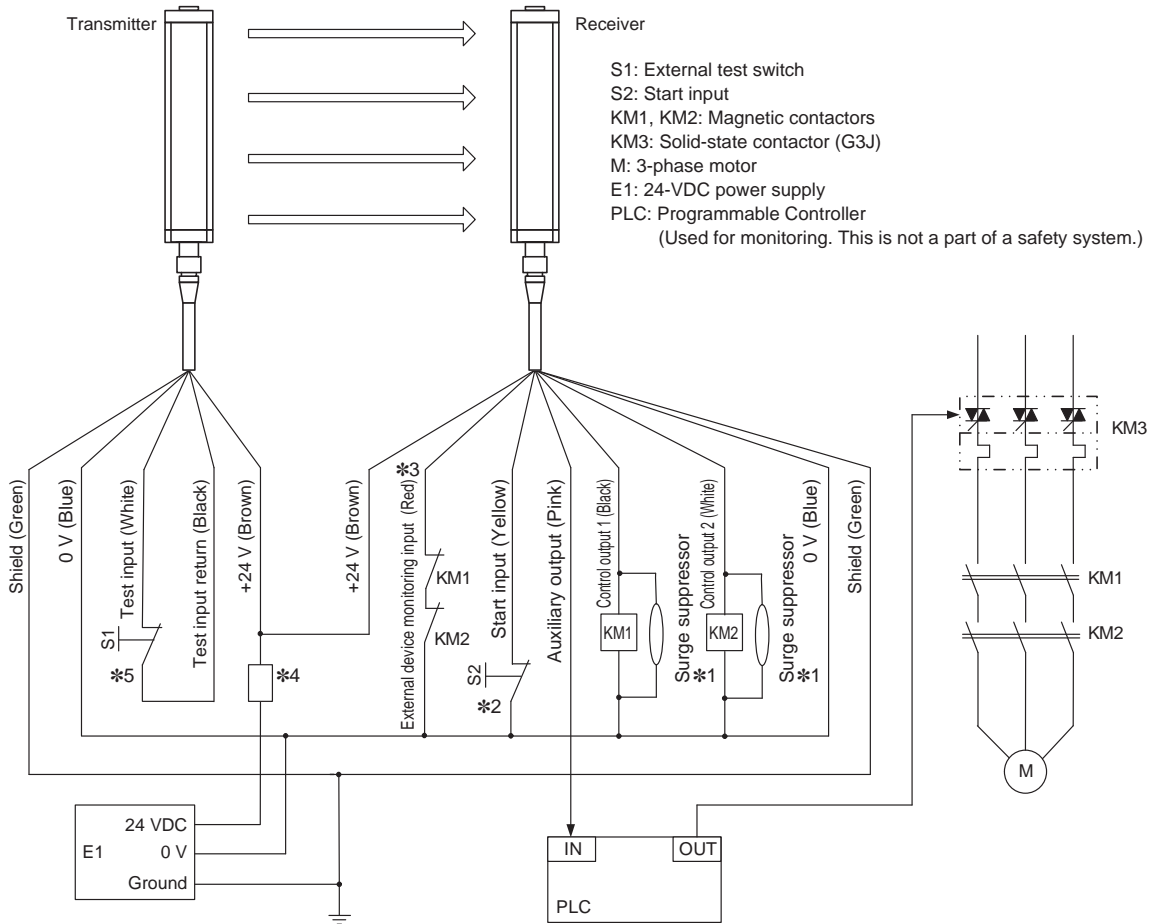 Transmitter
Receiver
S1: External test switch
S2: Start input
KM1, KM2: Magnetic contactors
KM3: Solid-state contactor (G3J)
M: 3-phase motor
E1: 24-VDC power supply
PLC: Programmable Controller
(Used for monitoring. This is not a part of a safety system.)
KM3
Shield (Green)
0 V (Blue)
Test input (White)
S1
✻5
Test input return (Black)
+24 V (Brown)
✻4
+24 V (Brown)
✻3
External device monitoring input (Red)
KM1
KM2
Start input (Yellow)
S2
✻2
Auxiliary output (Pink)
Control output 1 (Black)
KM1
Surge suppressor
✻1
Control output 2 (White)
KM2
Surge suppressor
✻1
0 V (Blue)
Shield (Green)
KM1
KM2
M
24 VDC
E1 0 V
Ground
IN OUT
PLC